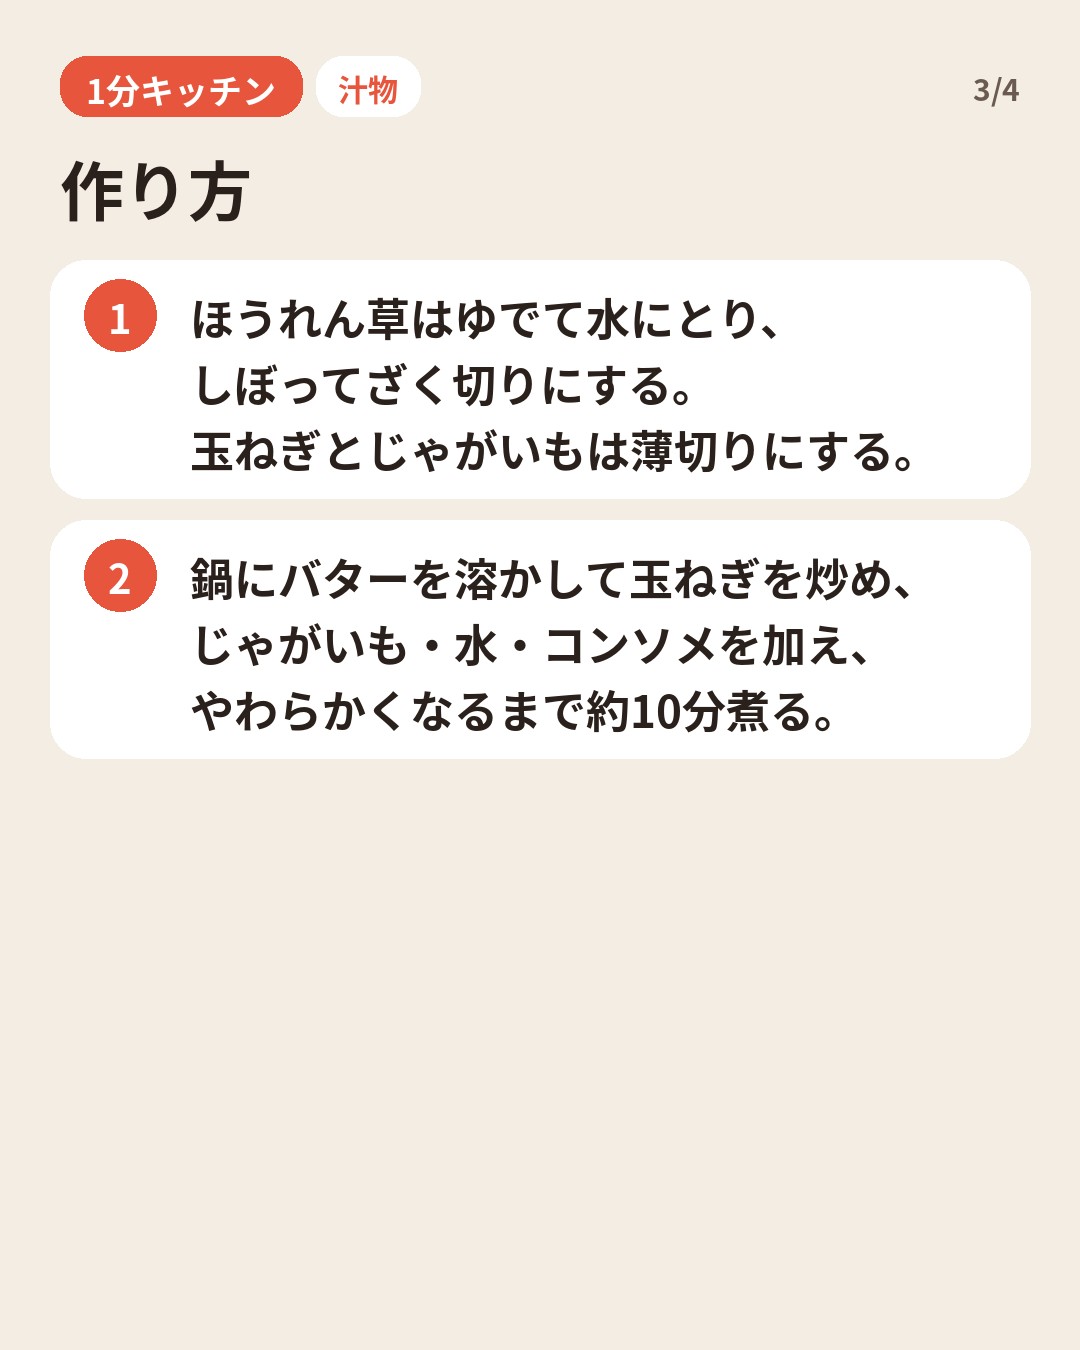 1分キッチン
汁物
3/4
作り方
1
ほうれん草はゆでて水にとり、
しぼってざく切りにする。
玉ねぎとじゃがいもは薄切りにする。
2
鍋にバターを溶かして玉ねぎを炒め、
じゃがいも・水・コンソメを加え、
やわらかくなるまで約10分煮る。